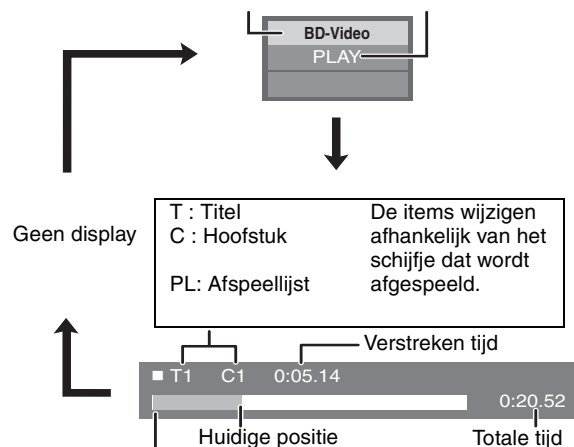 BD-Video
PLAY
Geen display
T : Titel
C : Hoofstuk
PL: Afspeellijst
De items wijzigen
afhankelijk van het
schijfje dat wordt
afgespeeld.
Verstreken tijd
T1 C1 0:05.14
0:20.52
Huidige positie
Totale tijd